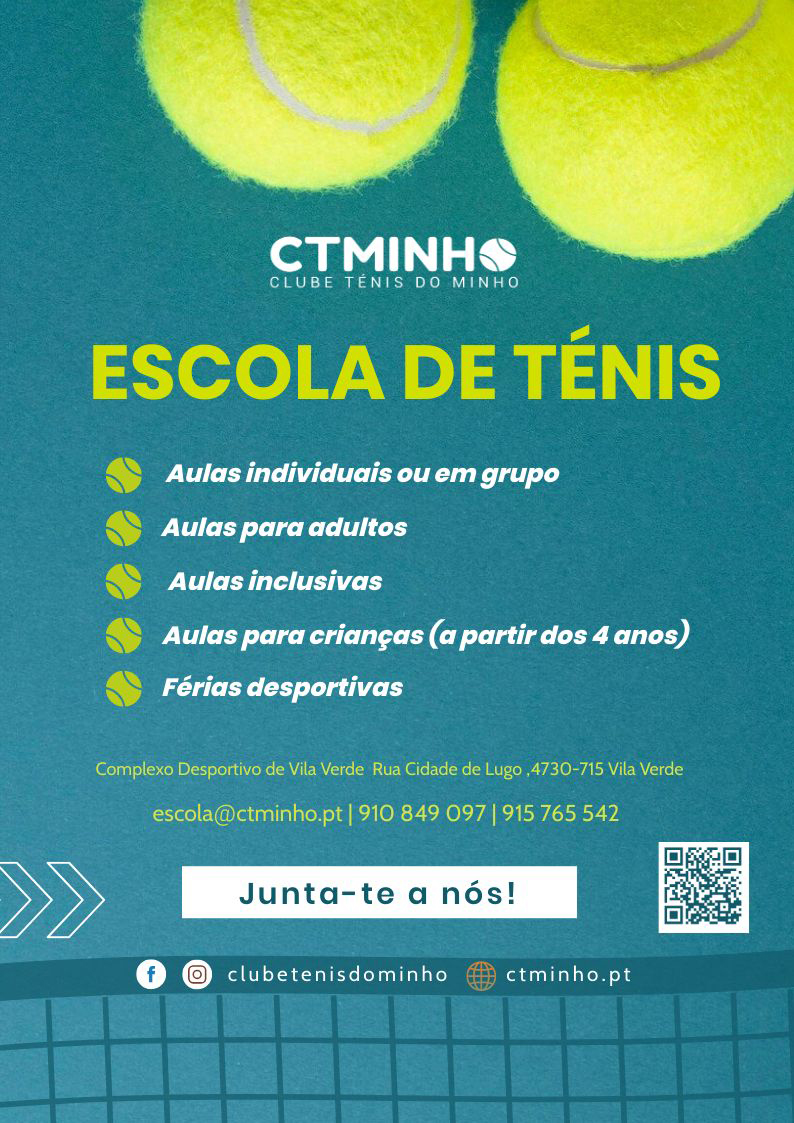 CTMINHO
CLUBE TÉNIS DO MINHO
ESCOLA DE TÉNIS
Aulas individuais ou em grupo
Aulas para adultos
Aulas inclusivas
Aulas para crianças (a partir dos 4 anos)
Férias desportivas
Complexo Desportivo de Vila Verde Rua Cidade de Lugo ,4730-715 Vila Verde
escola@ctminho.pt | 910 849 097 | 915 765 542
Junta-te a nós!
clubetenisdominho ctminho.pt